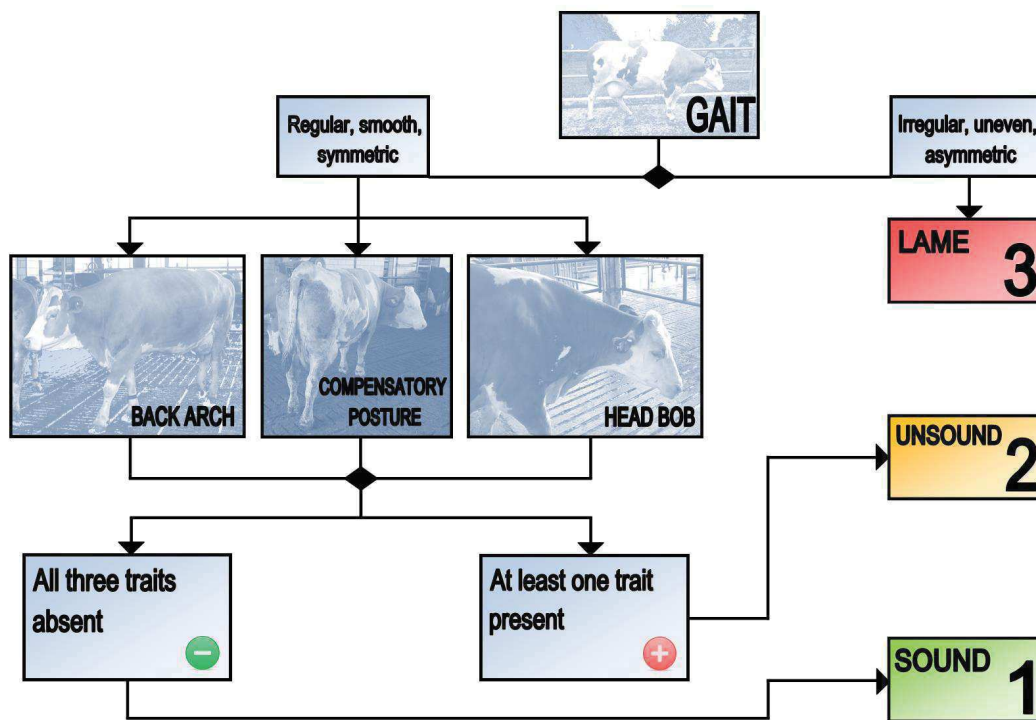 GAIT
Regular, smooth,
symmetric
Irregular, uneven,
asymmetric
LAME
3
BACK ARCH
COMPENSATORY
POSTURE
HEAD BOB
UNSOUND
2
All three traits
absent
At least one trait
present
SOUND
1